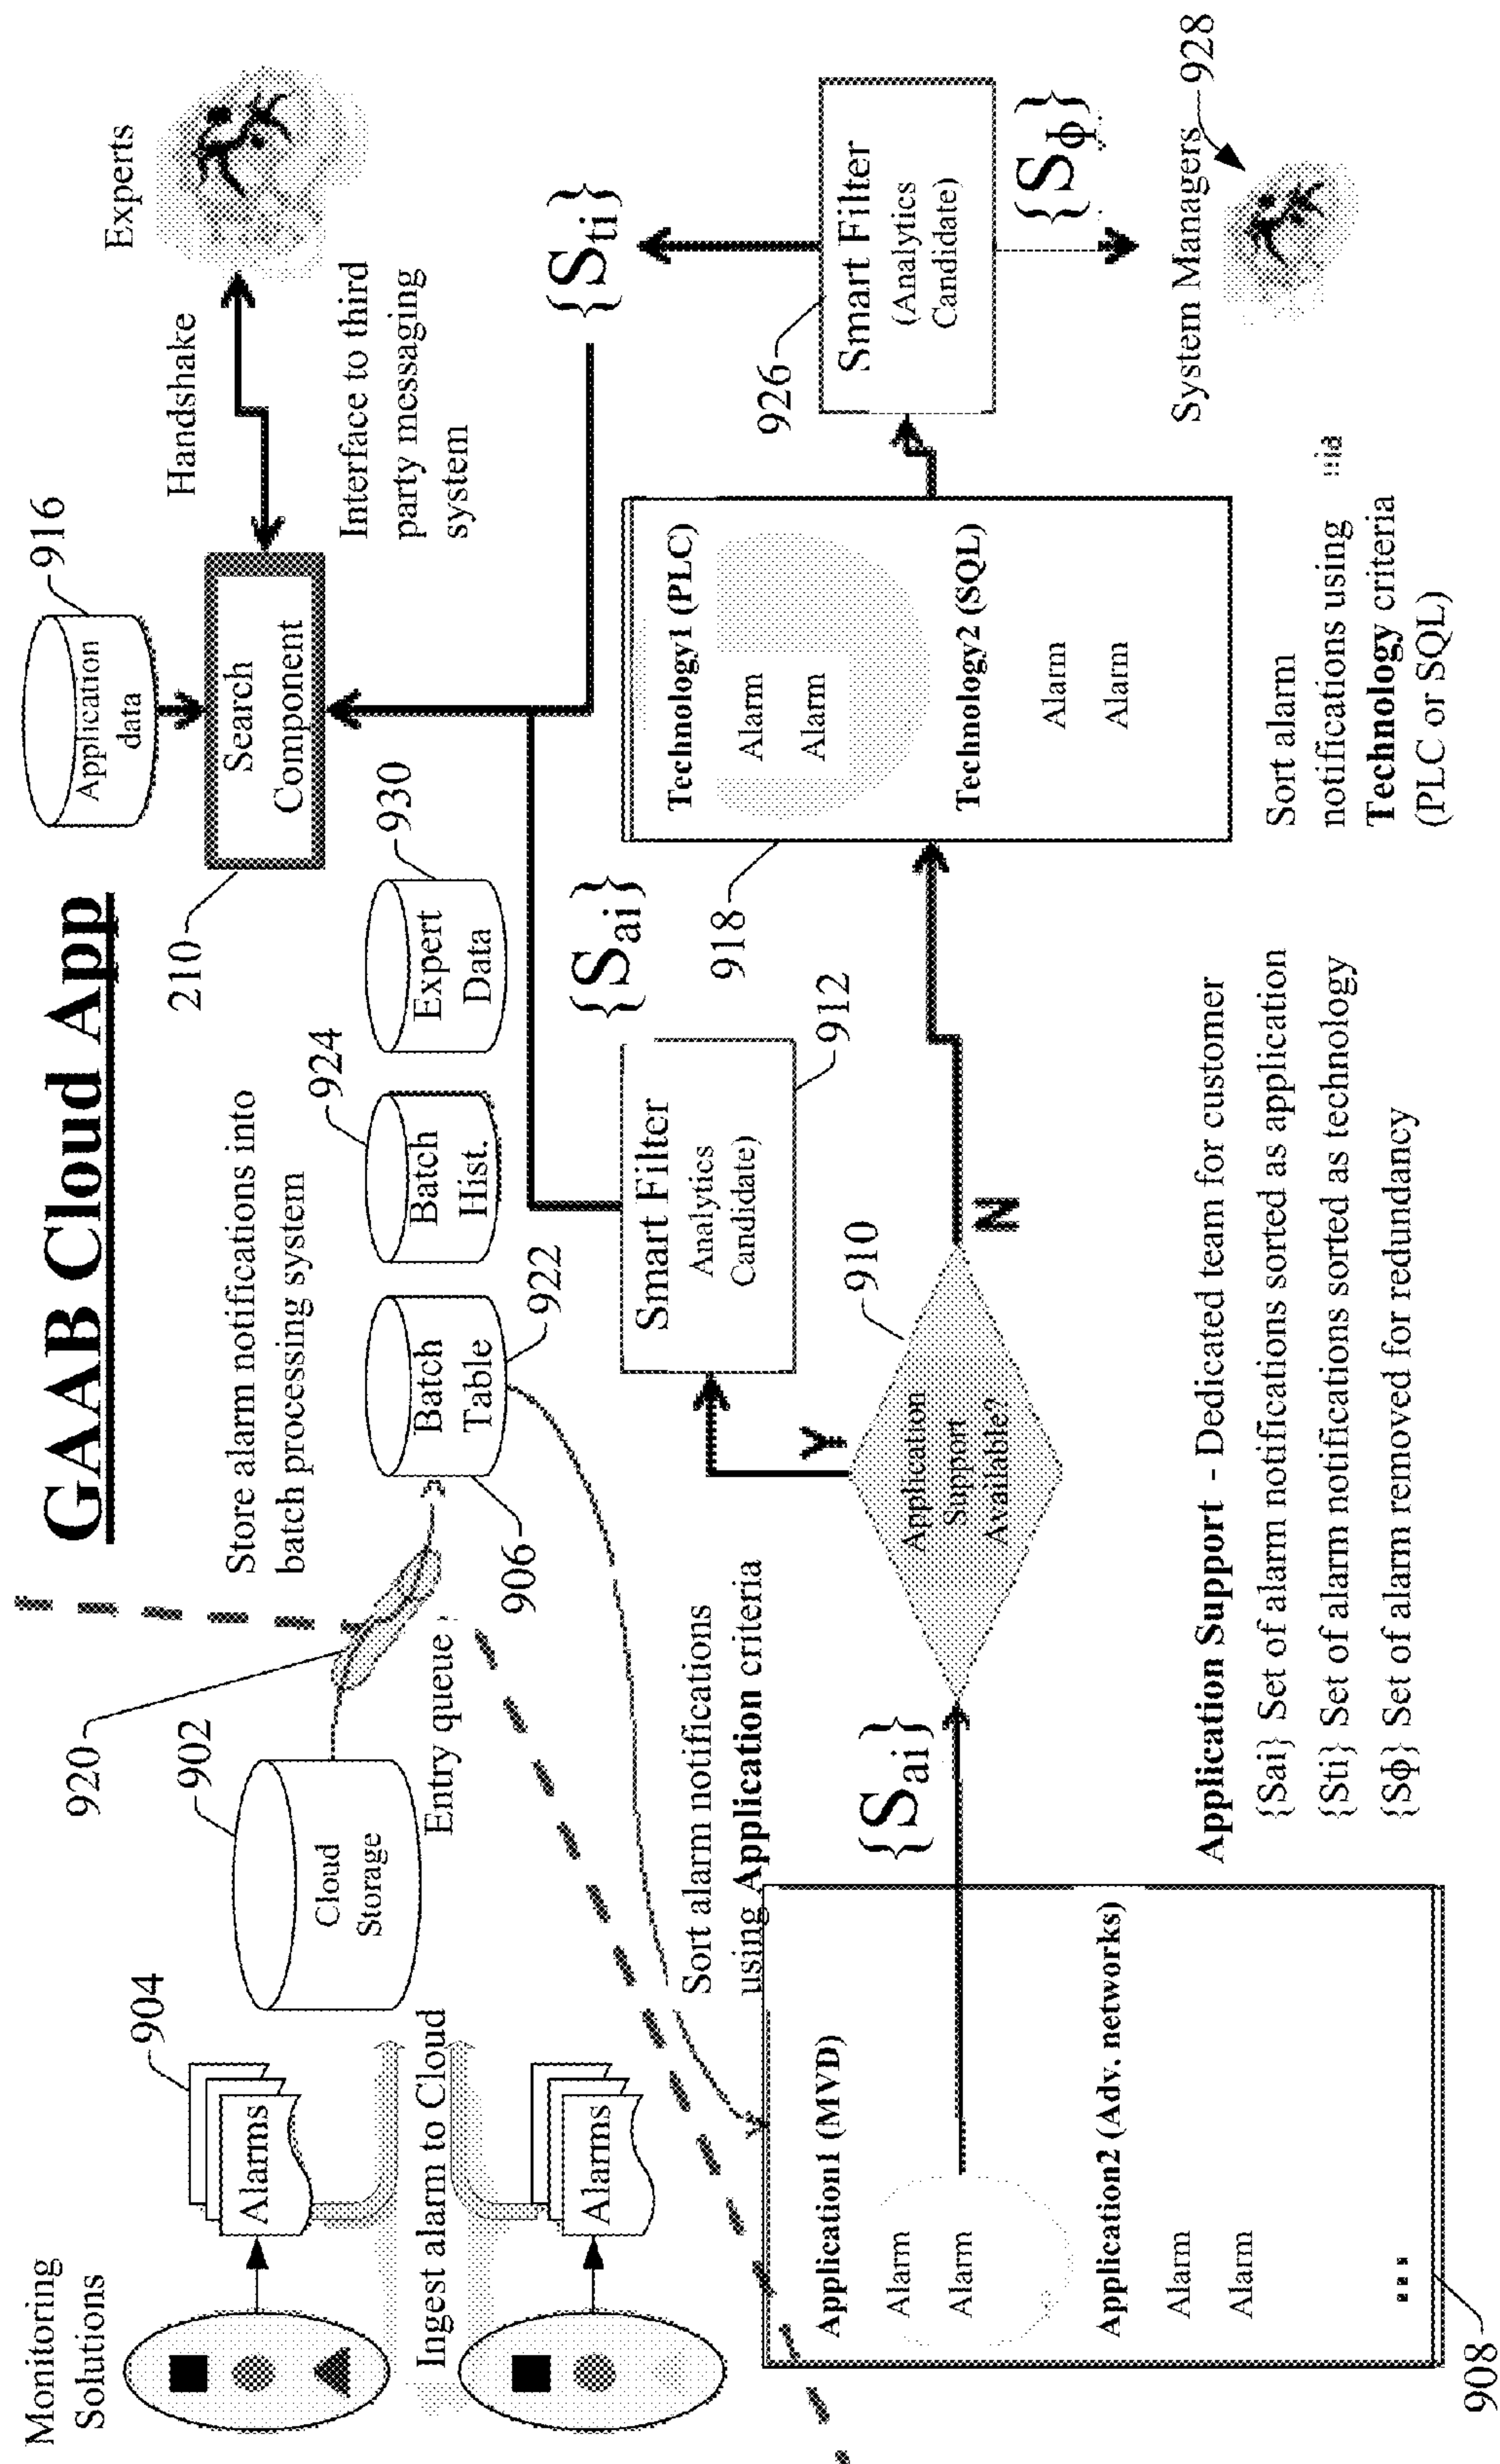 GAAB Cloud App
Monitoring
Solutions
904
Alarms
Ingest alarm to Cloud
Alarms
920
902
Cloud
Storage
Entry queue
Store alarm notifications into
batch processing system
906
Batch
Table
922
924
Batch
Hist.
930
Expert
Data
210
Search
Component
916
Application
data
Handshake
Experts
Interface to third
party messaging
system
Sort alarm notifications
using Application criteria
Application1 (MVD)
Alarm
Alarm
Application2 (Adv. networks)
Alarm
Alarm
...
908
{Sai}
Application
Support
Available?
910
Y
N
Smart Filter
Analytics
Candidate)
912
{Sai}
918
Technology1 (PLC)
Alarm
Alarm
Technology2 (SQL)
Alarm
Alarm
Sort alarm
notifications using
Technology criteria
(PLC or SQL)
926
Smart Filter
(Analytics
Candidate)
{Sti}
{Sϕ}
System Managers
928
Application Support - Dedicated team for customer
{Sai} Set of alarm notifications sorted as application
{Sti} Set of alarm notifications sorted as technology
{Sϕ} Set of alarm removed for redundancy